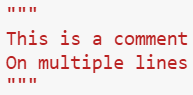 """
This is a comment
On multiple lines
"""